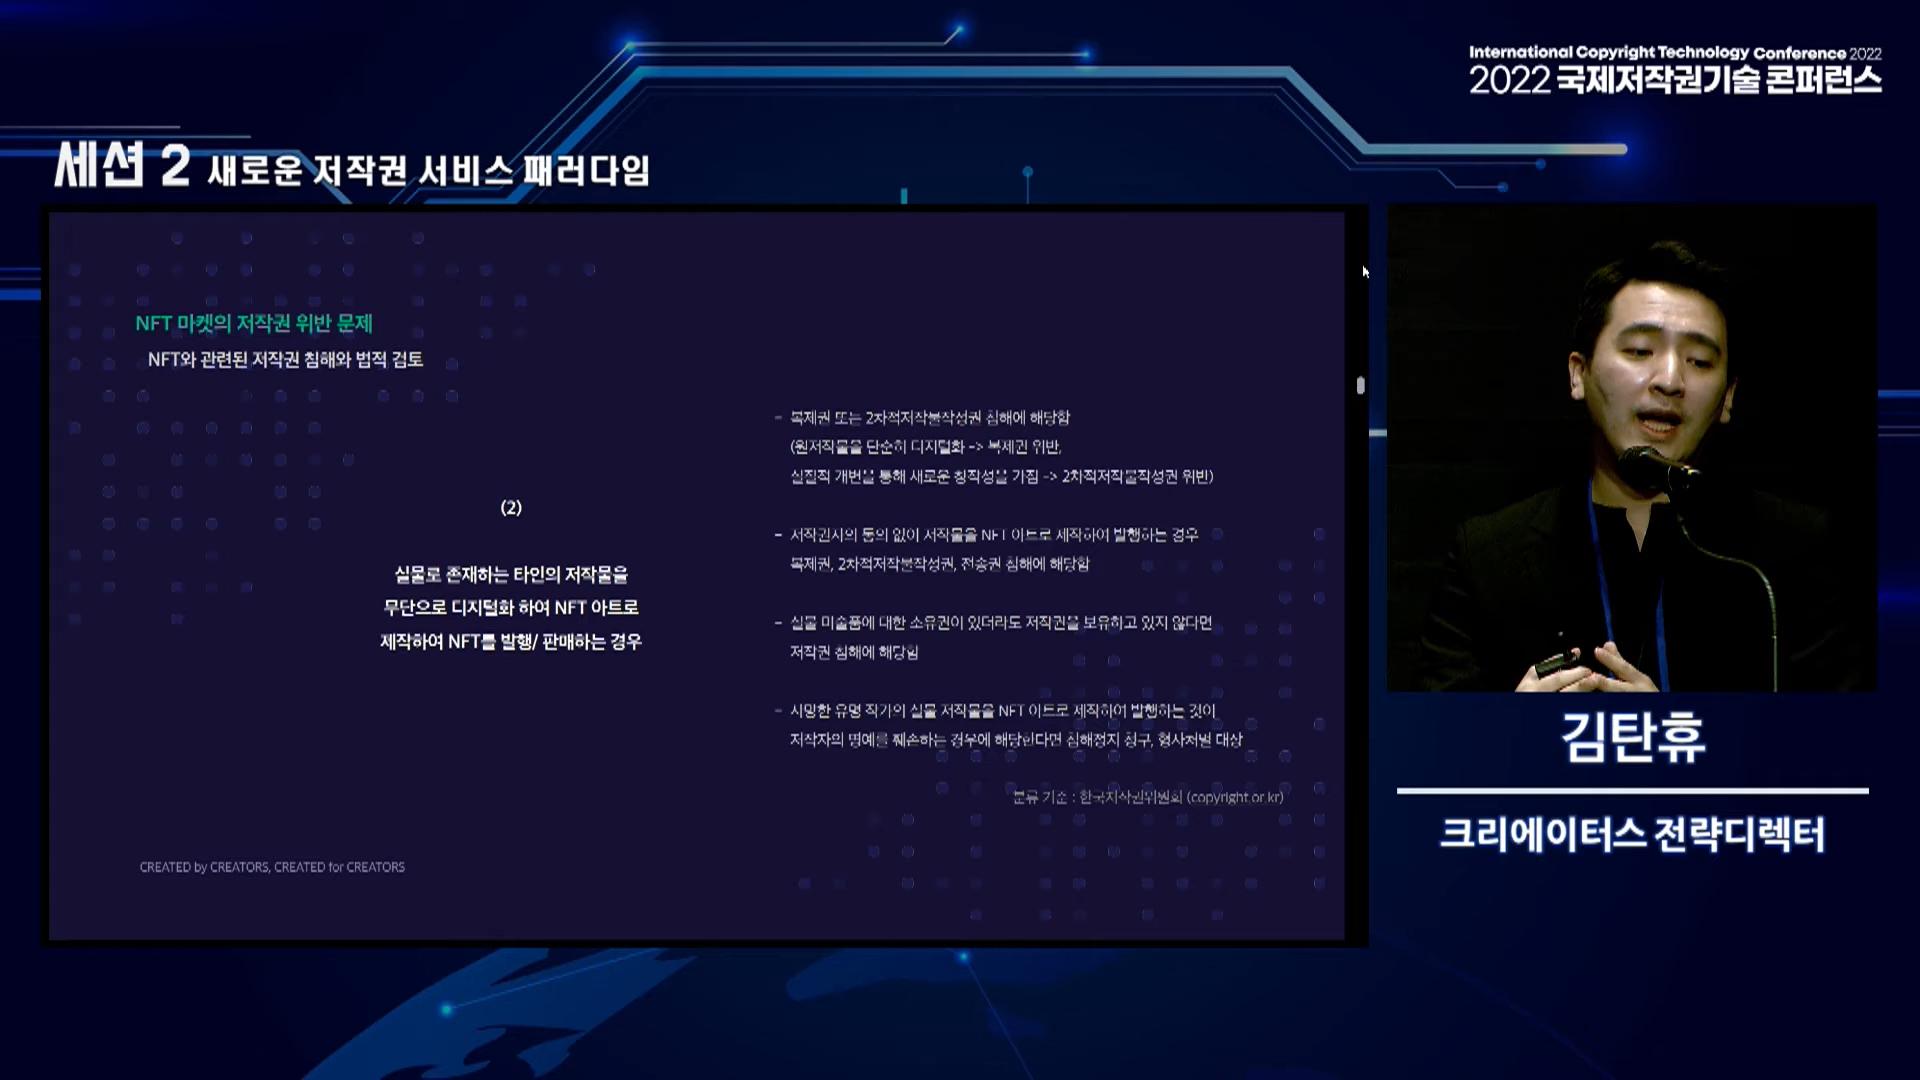 International Copyright Technology Conference 2022
2022 국제저작권기술 콘퍼런스
세션 2 새로운 저작권 서비스 패러다임
NFT 마켓의 저작권 위반 문제
NFT와 관련된 저작권 침해와 법적 검토
(2)
실물로 존재하는 타인의 저작물을
무단으로 디지털화 하여 NFT 아트로
제작하여 NFT를 발행/ 판매하는 경우
- 복제권 또는 2차적저작물작성권 침해에 해당함
(원저작물을 단순히 디지털화 -> 복제권 위반,
실질적 개변을 통해 새로운 창작성을 가짐 -> 2차적저작물작성권 위반)
- 저작권자의 동의 없이 저작물을 NFT 아트로 제작하여 발행하는 경우
복제권, 2차적저작물작성권, 전송권 침해에 해당함
- 실물 미술품에 대한 소유권이 있더라도 저작권을 보유하고 있지 않다면
저작권 침해에 해당함
- 사망한 유명 작가의 실물 저작물을 NFT 아트로 제작하여 발행하는 것이
저작자의 명예를 훼손하는 경우에 해당한다면 침해정지 청구, 형사처벌 대상
분류 기준 : 한국저작권위원회 (copyright.or.kr)
CREATED by CREATORS, CREATED for CREATORS
김탄휴
크리에이터스 전략디렉터